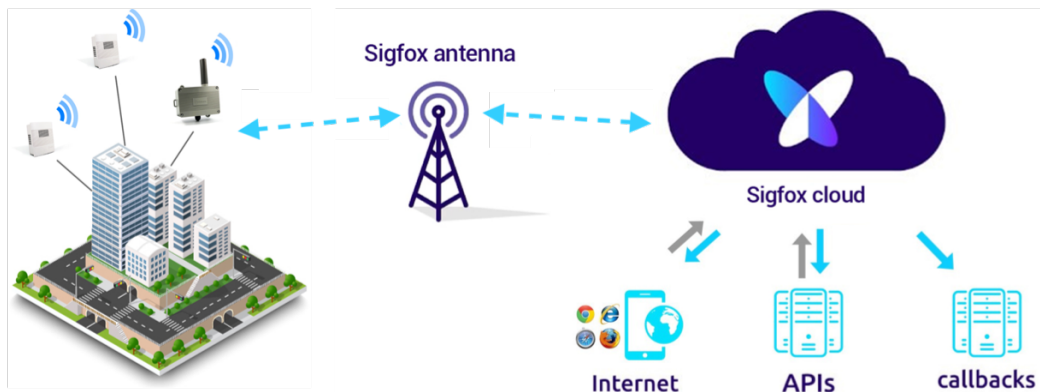 Sigfox antenna
Sigfox cloud
Internet
APIs
callbacks